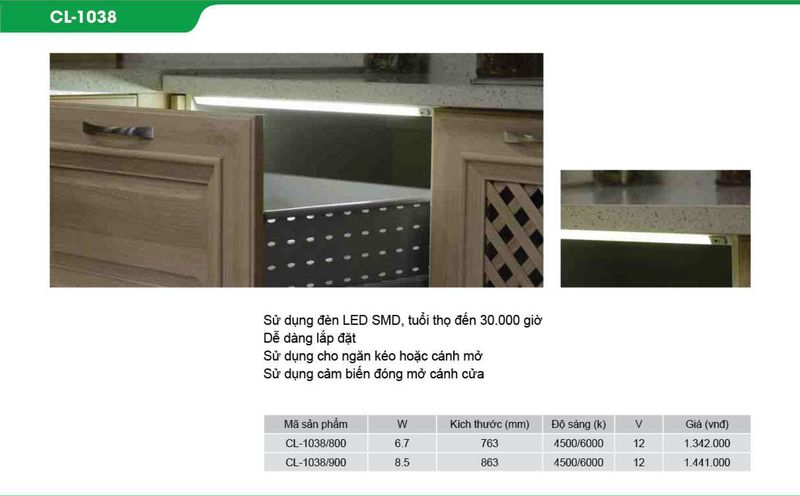 CL-1038
Sử dụng đèn LED SMD, tuổi thọ đến 30.000 giờ
Dễ dàng lắp đặt
Sử dụng cho ngăn kéo hoặc cánh mở
Sử dụng cảm biến đóng mở cánh cửa
Mã sản phẩm W Kích thước (mm) Độ sáng (k) V Giá (vnđ)
CL-1038/800 6.7 763 4500/6000 12 1.342.000
CL-1038/900 8.5 863 4500/6000 12 1.441.000